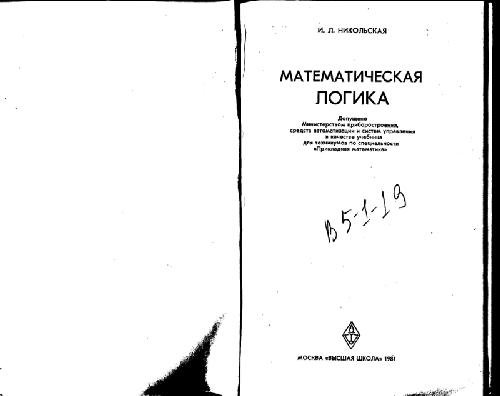 И. Л. НИКОЛЬСКАЯ
МАТЕМАТИЧЕСКАЯ
ЛОГИКА
Допущено
Министерством приборостроения,
средств автоматизации и систем управления
в качестве учебника
для техникумов по специальности
«Прикладная математика»
В 5-1-19
МОСКВА «ВЫСШАЯ ШКОЛА» 1981